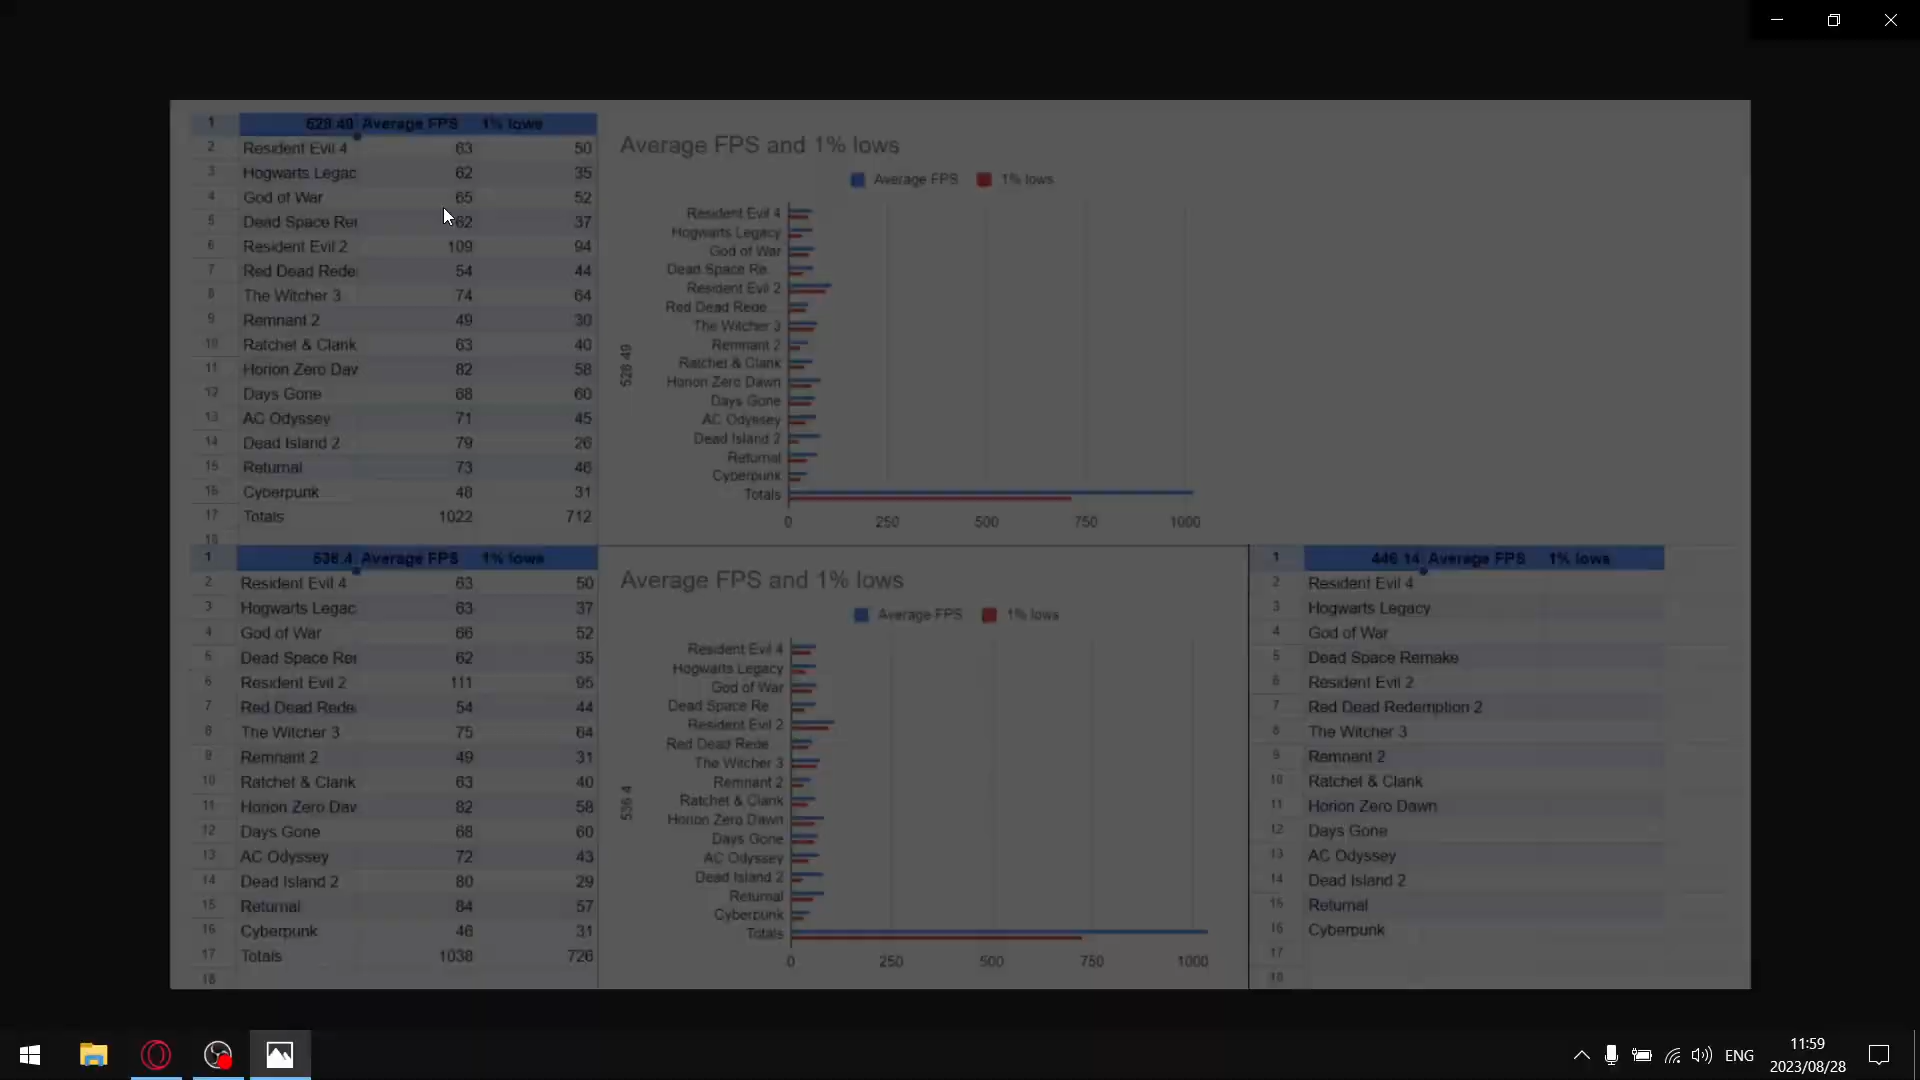 1 528.49 Average FPS 1% lows
2 Resident Evil 4 63 50
3 Hogwarts Legac 62 35
4 God of War 65 52
5 Dead Space Rer 62 37
6 Resident Evil 2 109 94
7 Red Dead Rede 54 44
8 The Witcher 3 74 64
9 Remnant 2 49 30
10 Ratchet & Clank 63 40
11 Horion Zero Dav 82 58
12 Days Gone 68 60
13 AC Odyssey 71 45
14 Dead Island 2 79 26
15 Returnal 73 46
16 Cyberpunk 48 31
17 Totals 1022 712
18
Average FPS and 1% lows
Average FPS 1% lows
528.49
Resident Evil 4
Hogwarts Legacy
God of War
Dead Space Re...
Resident Evil 2
Red Dead Rede...
The Witcher 3
Remnant 2
Ratchet & Clank
Horion Zero Dawn
Days Gone
AC Odyssey
Dead Island 2
Returnal
Cyberpunk
Totals
0 250 500 750 1000
1 536.4 Average FPS 1% lows
2 Resident Evil 4 63 50
3 Hogwarts Legac 63 37
4 God of War 66 52
5 Dead Space Rer 62 35
6 Resident Evil 2 111 95
7 Red Dead Rede 54 44
8 The Witcher 3 75 64
9 Remnant 2 49 31
10 Ratchet & Clank 63 40
11 Horion Zero Dav 82 58
12 Days Gone 68 60
13 AC Odyssey 72 43
14 Dead Island 2 80 29
15 Returnal 84 57
16 Cyberpunk 46 31
17 Totals 1038 726
18
Average FPS and 1% lows
Average FPS 1% lows
536.4
Resident Evil 4
Hogwarts Legacy
God of War
Dead Space Re...
Resident Evil 2
Red Dead Rede...
The Witcher 3
Remnant 2
Ratchet & Clank
Horion Zero Dawn
Days Gone
AC Odyssey
Dead Island 2
Returnal
Cyberpunk
Totals
0 250 500 750 1000
1 446.14 Average FPS 1% lows
2 Resident Evil 4
3 Hogwarts Legacy
4 God of War
5 Dead Space Remake
6 Resident Evil 2
7 Red Dead Redemption 2
8 The Witcher 3
9 Remnant 2
10 Ratchet & Clank
11 Horion Zero Dawn
12 Days Gone
13 AC Odyssey
14 Dead Island 2
15 Returnal
16 Cyberpunk
17
18
ENG
11:59
2023/08/28